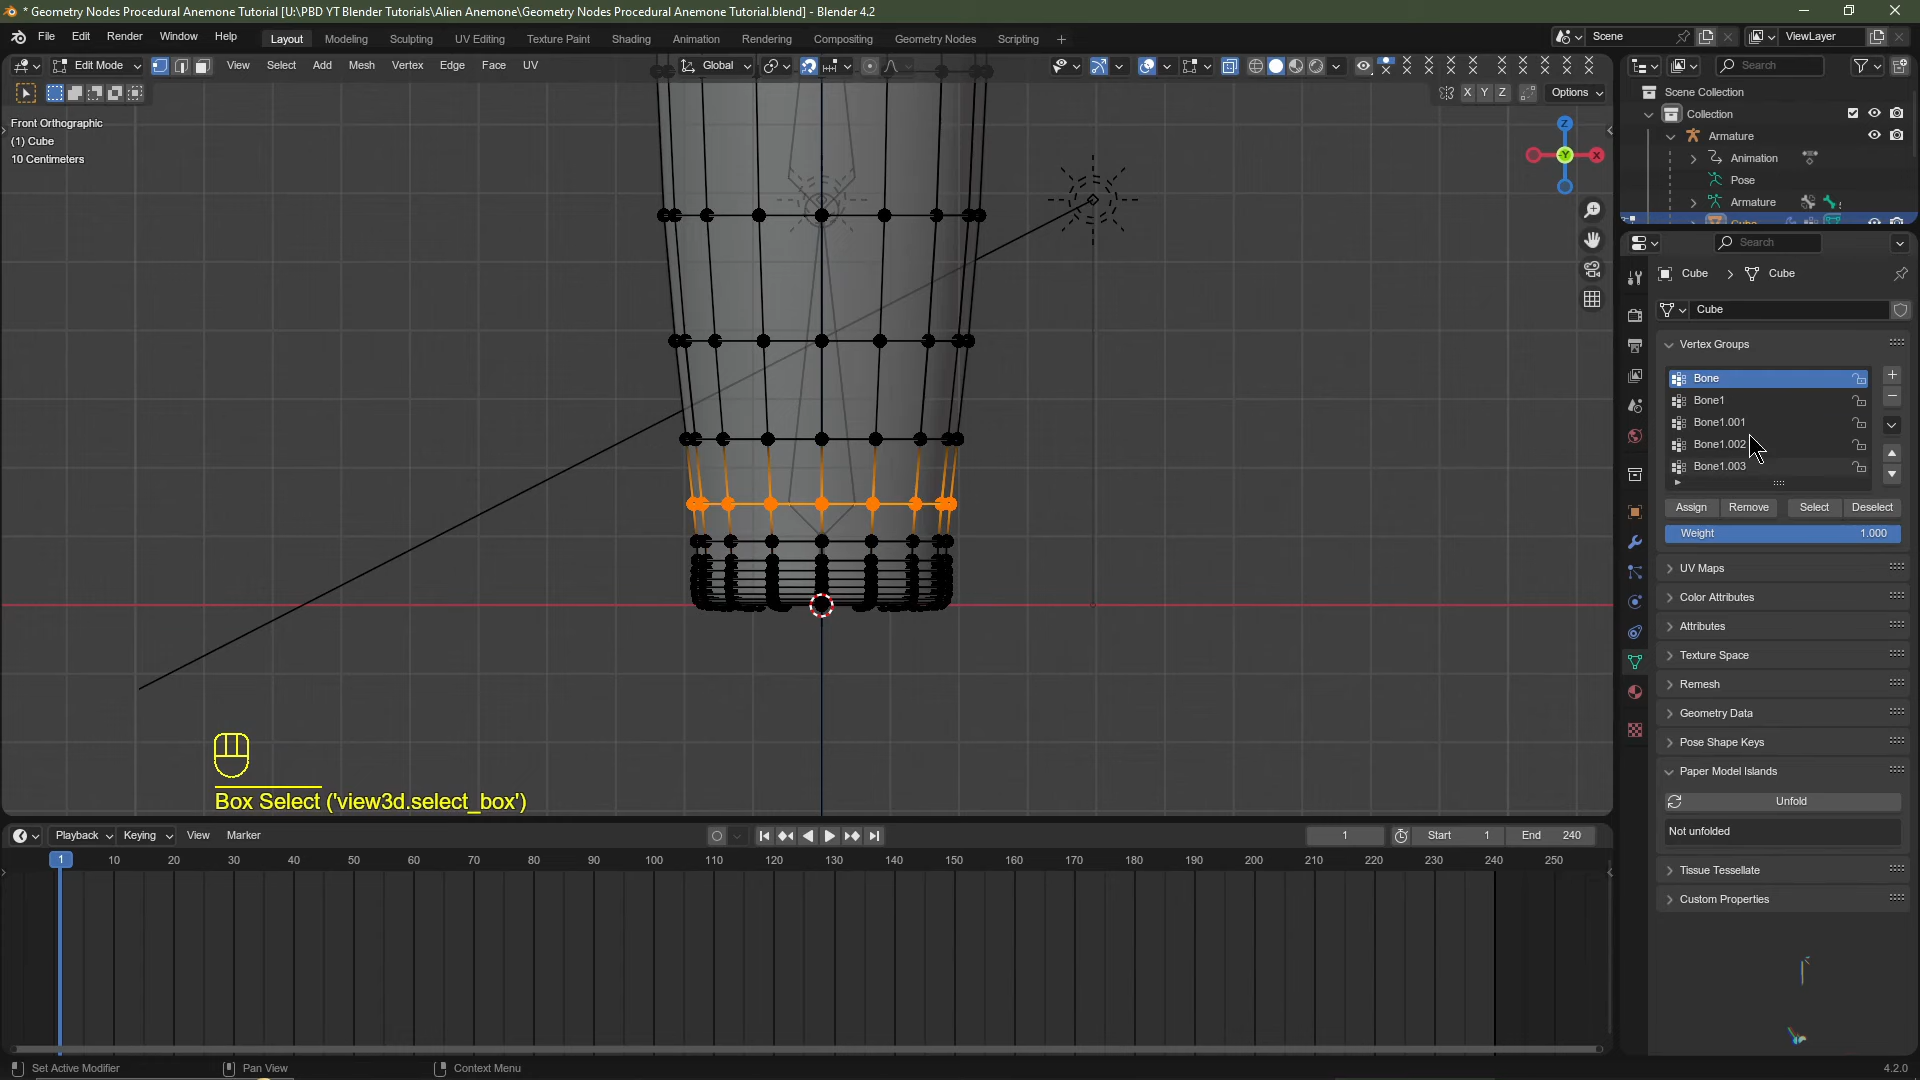 * Geometry Nodes Procedural Anemone Tutorial [U:\PBD YT Blender Tutorials\Alien Anemone\Geometry Nodes Procedural Anemone Tutorial.blend] - Blender 4.2
File Edit Render Window Help Layout Modeling Sculpting UV Editing Texture Paint Shading Animation Rendering Compositing Geometry Nodes Scripting + Scene ViewLayer
Edit Mode View Select Add Mesh Vertex Edge Face UV Global Search
X Y Z Options
Scene Collection
Collection
Armature
Animation
Pose
Armature
Cube
Front Orthographic
(1) Cube
10 Centimeters
Z
Y X
Search
Cube > Cube
Cube
Vertex Groups
Bone
Bone1
Bone1.001
Bone1.002
Bone1.003
Assign Remove Select Deselect
Weight 1.000
UV Maps
Color Attributes
Attributes
Texture Space
Remesh
Geometry Data
Pose Shape Keys
Paper Model Islands
Unfold
Not unfolded
Tissue Tessellate
Custom Properties
Box Select ('view3d.select_box')
Playback Keying View Marker 1 Start 1 End 240
1 10 20 30 40 50 60 70 80 90 100 110 120 130 140 150 160 170 180 190 200 210 220 230 240 250
Set Active Modifier Pan View Context Menu 4.2.0